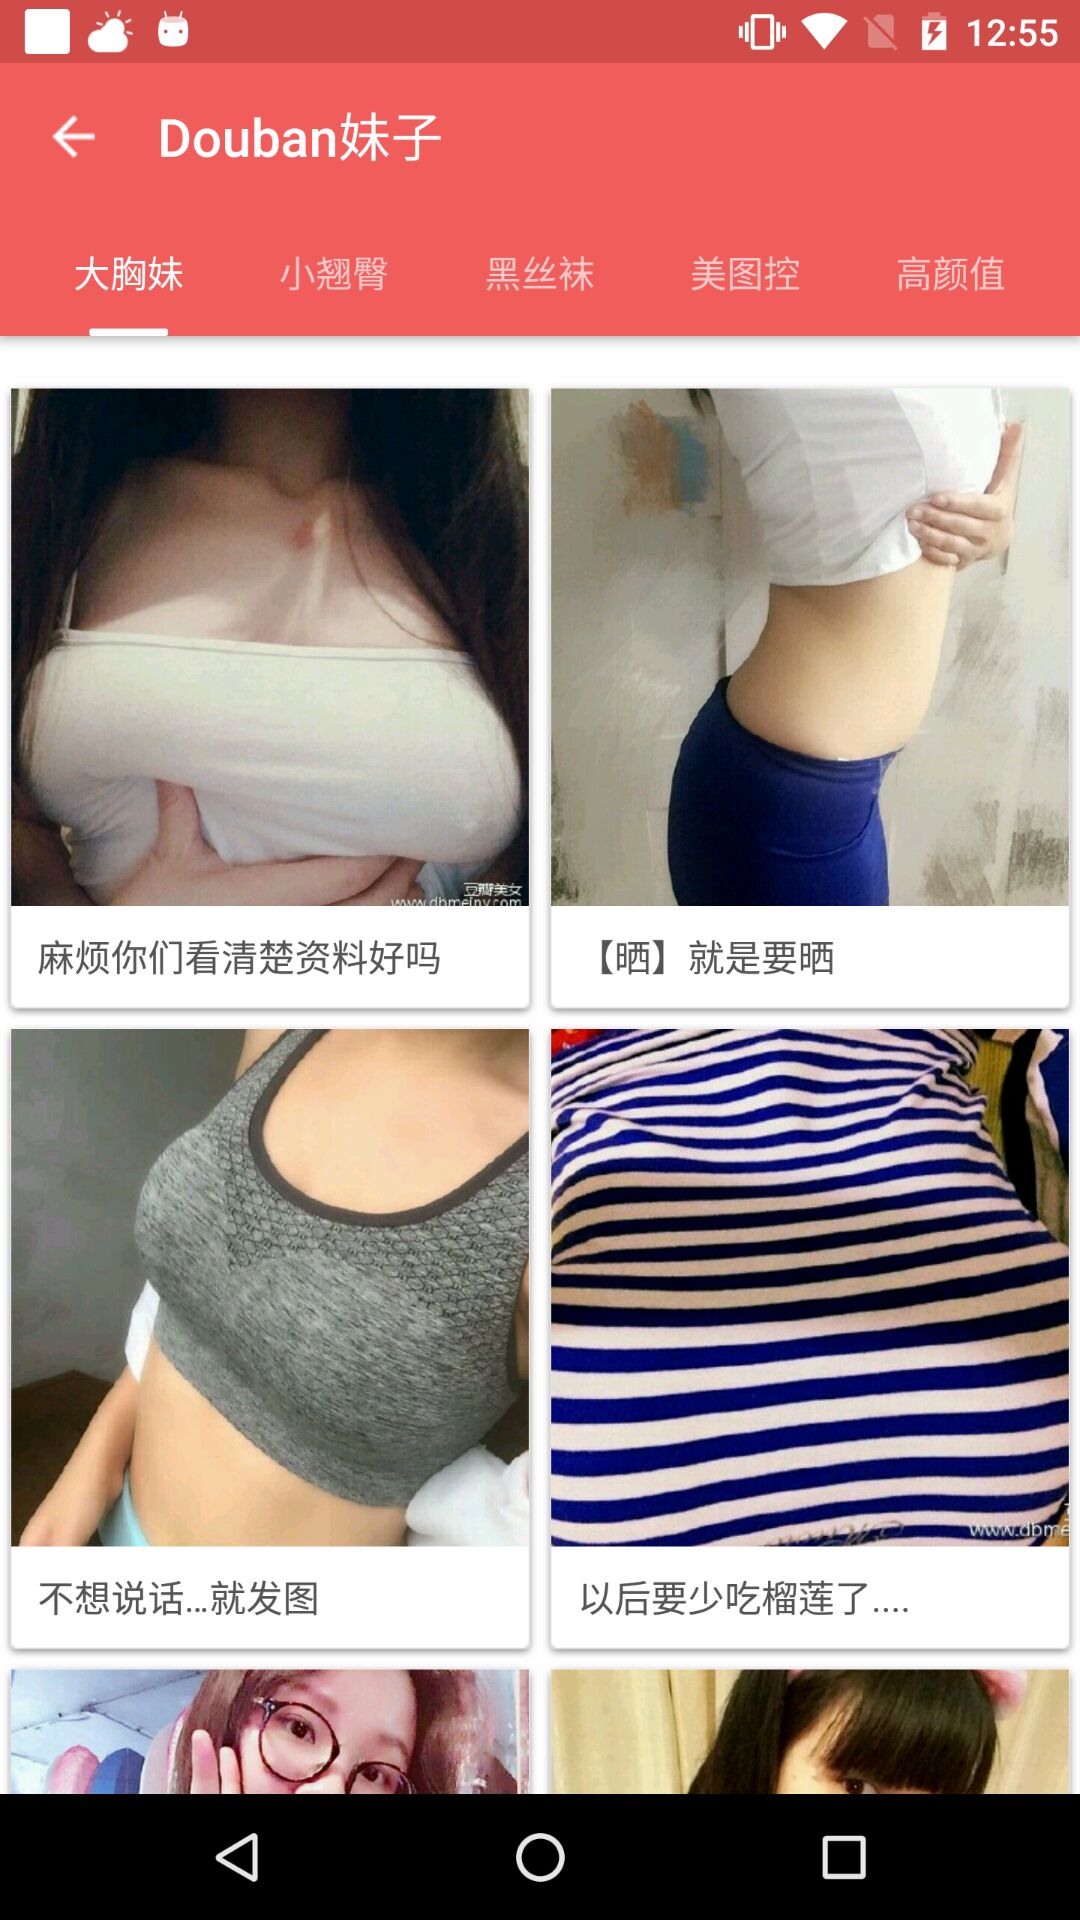 12:55
Douban妹子
大胸妹 小翘臀 黑丝袜 美图控 高颜值
豆瓣美女
www.dbmeinv.com
麻烦你们看清楚资料好吗
【晒】就是要晒
www.dbme
不想说话...就发图
以后要少吃榴莲了....